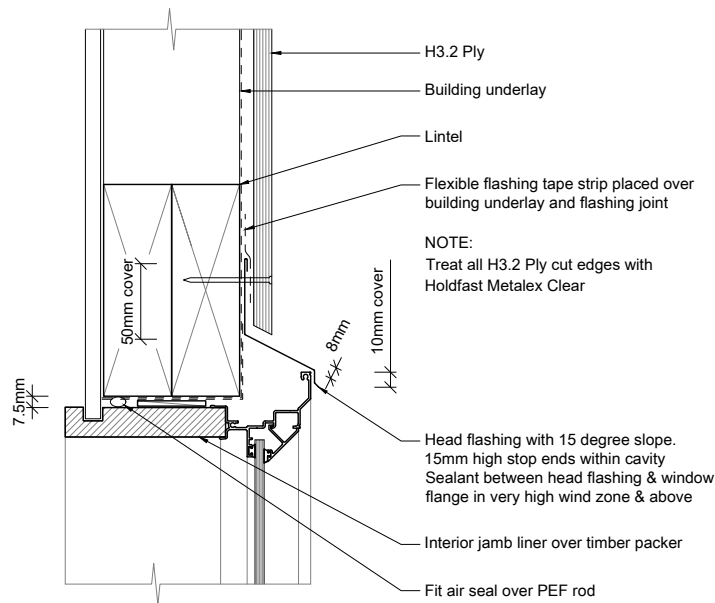 H3.2 Ply
Building underlay
Lintel
Flexible flashing tape strip placed over
building underlay and flashing joint
NOTE:
Treat all H3.2 Ply cut edges with
Holdfast Metalex Clear
50mm cover
8mm
10mm cover
7.5mm
Head flashing with 15 degree slope.
15mm high stop ends within cavity
Sealant between head flashing & window
flange in very high wind zone & above
Interior jamb liner over timber packer
Fit air seal over PEF rod